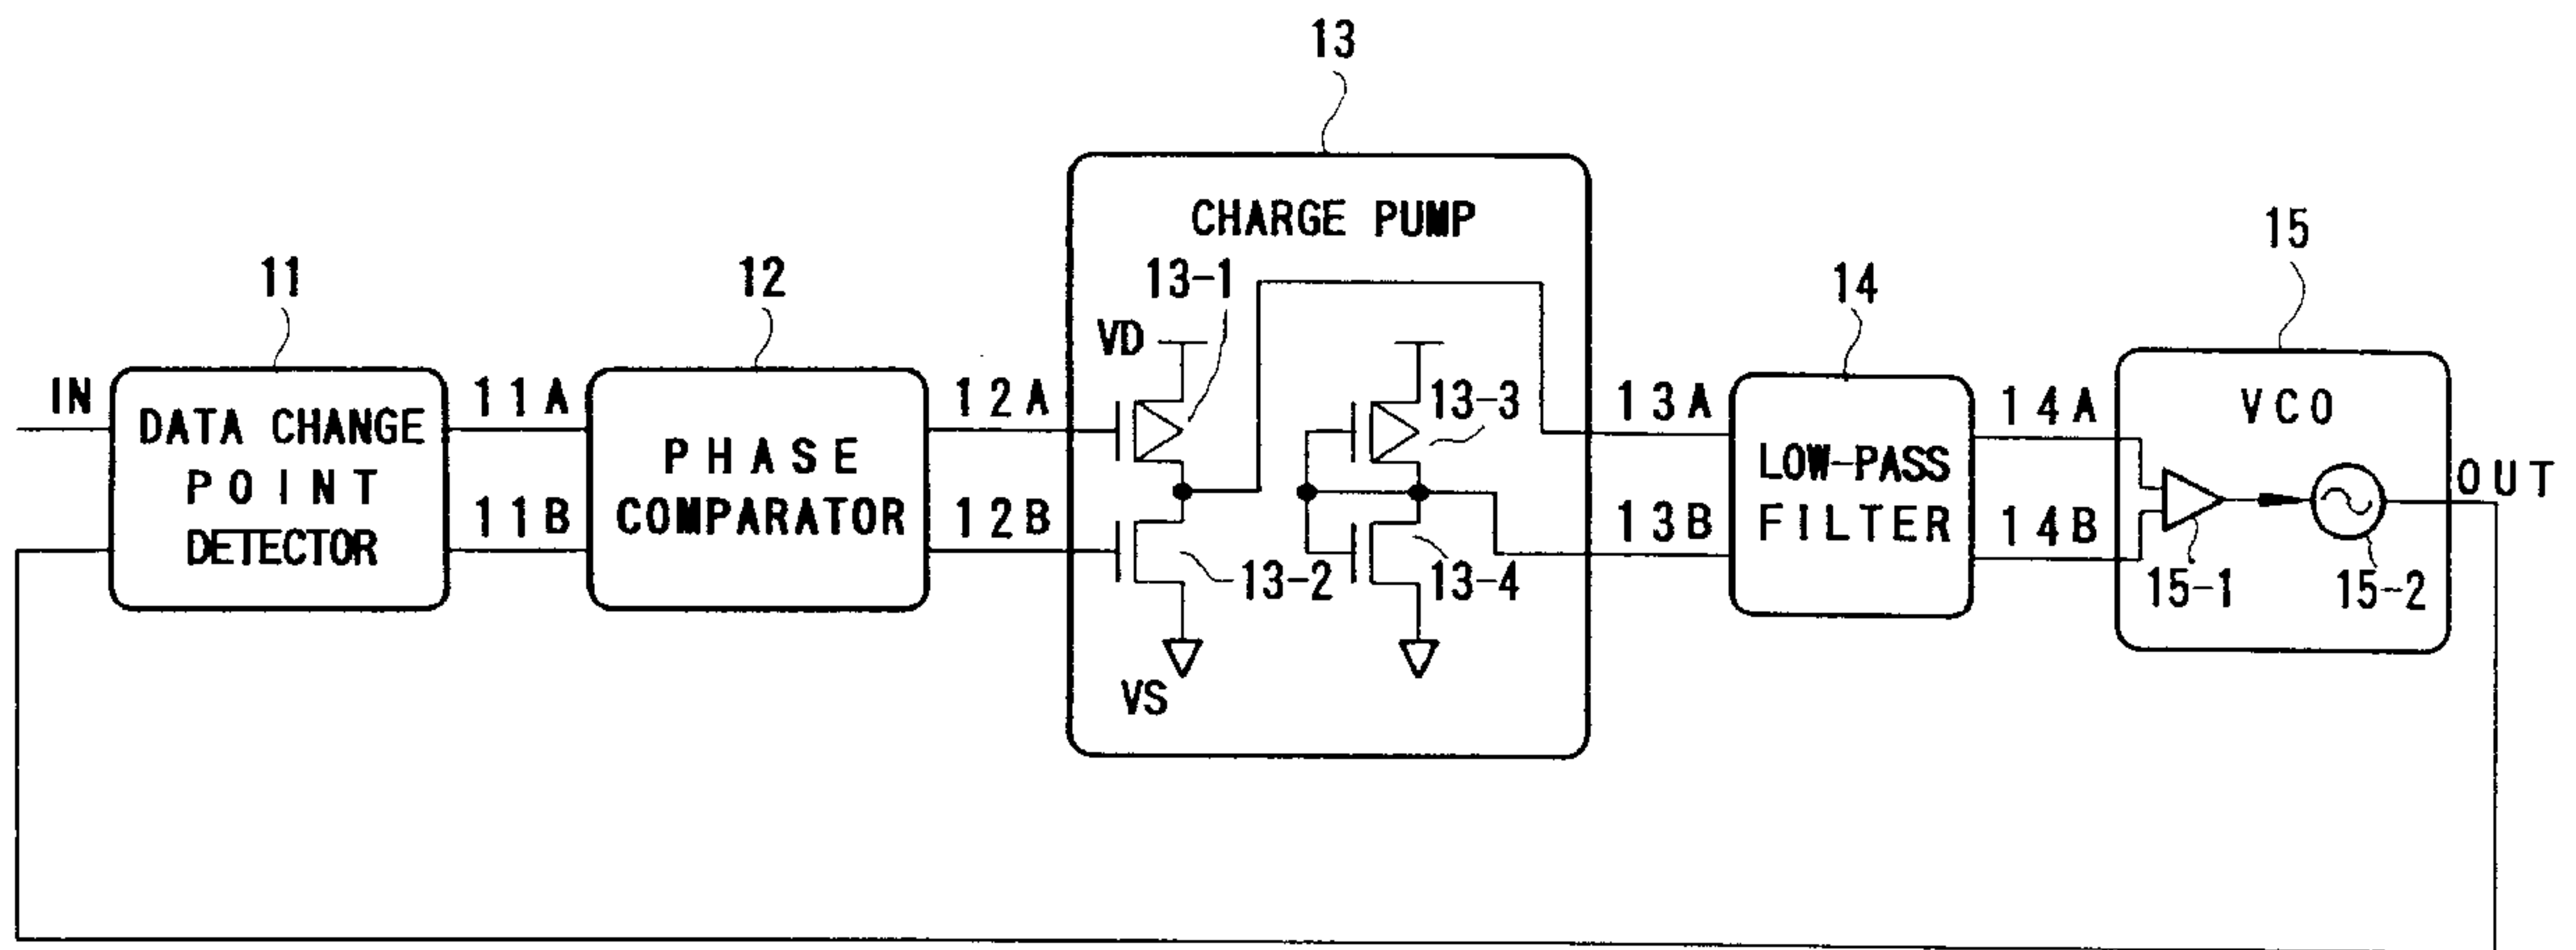 13
CHARGE PUMP
15
11
12
13-1
14
VD
IN
11A
12A
13-3
13A
14A
VCO
DATA CHANGE
POINT
DETECTOR
PHASE
COMPARATOR
LOW-PASS
FILTER
OUT
11B
12B
13-2
13-4
13B
14B
15-1
15-2
VS